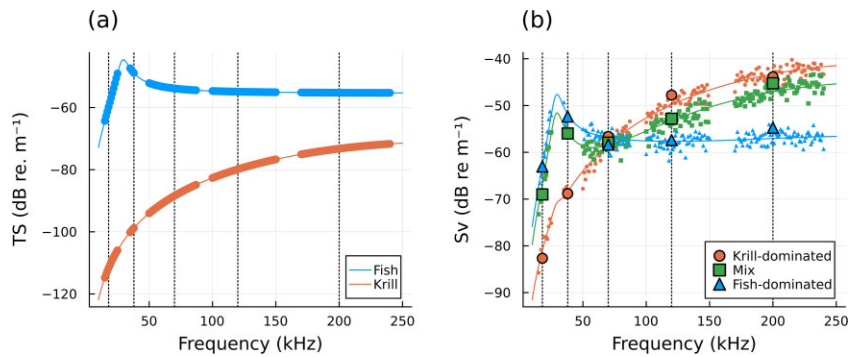 (a)
TS (dB re. m⁻¹)
−60
−80
−100
−120
50
100
150
200
250
Frequency (kHz)
Fish
Krill
(b)
Sv (dB re m⁻¹)
−40
−50
−60
−70
−80
−90
50
100
150
200
250
Frequency (kHz)
Krill-dominated
Mix
Fish-dominated